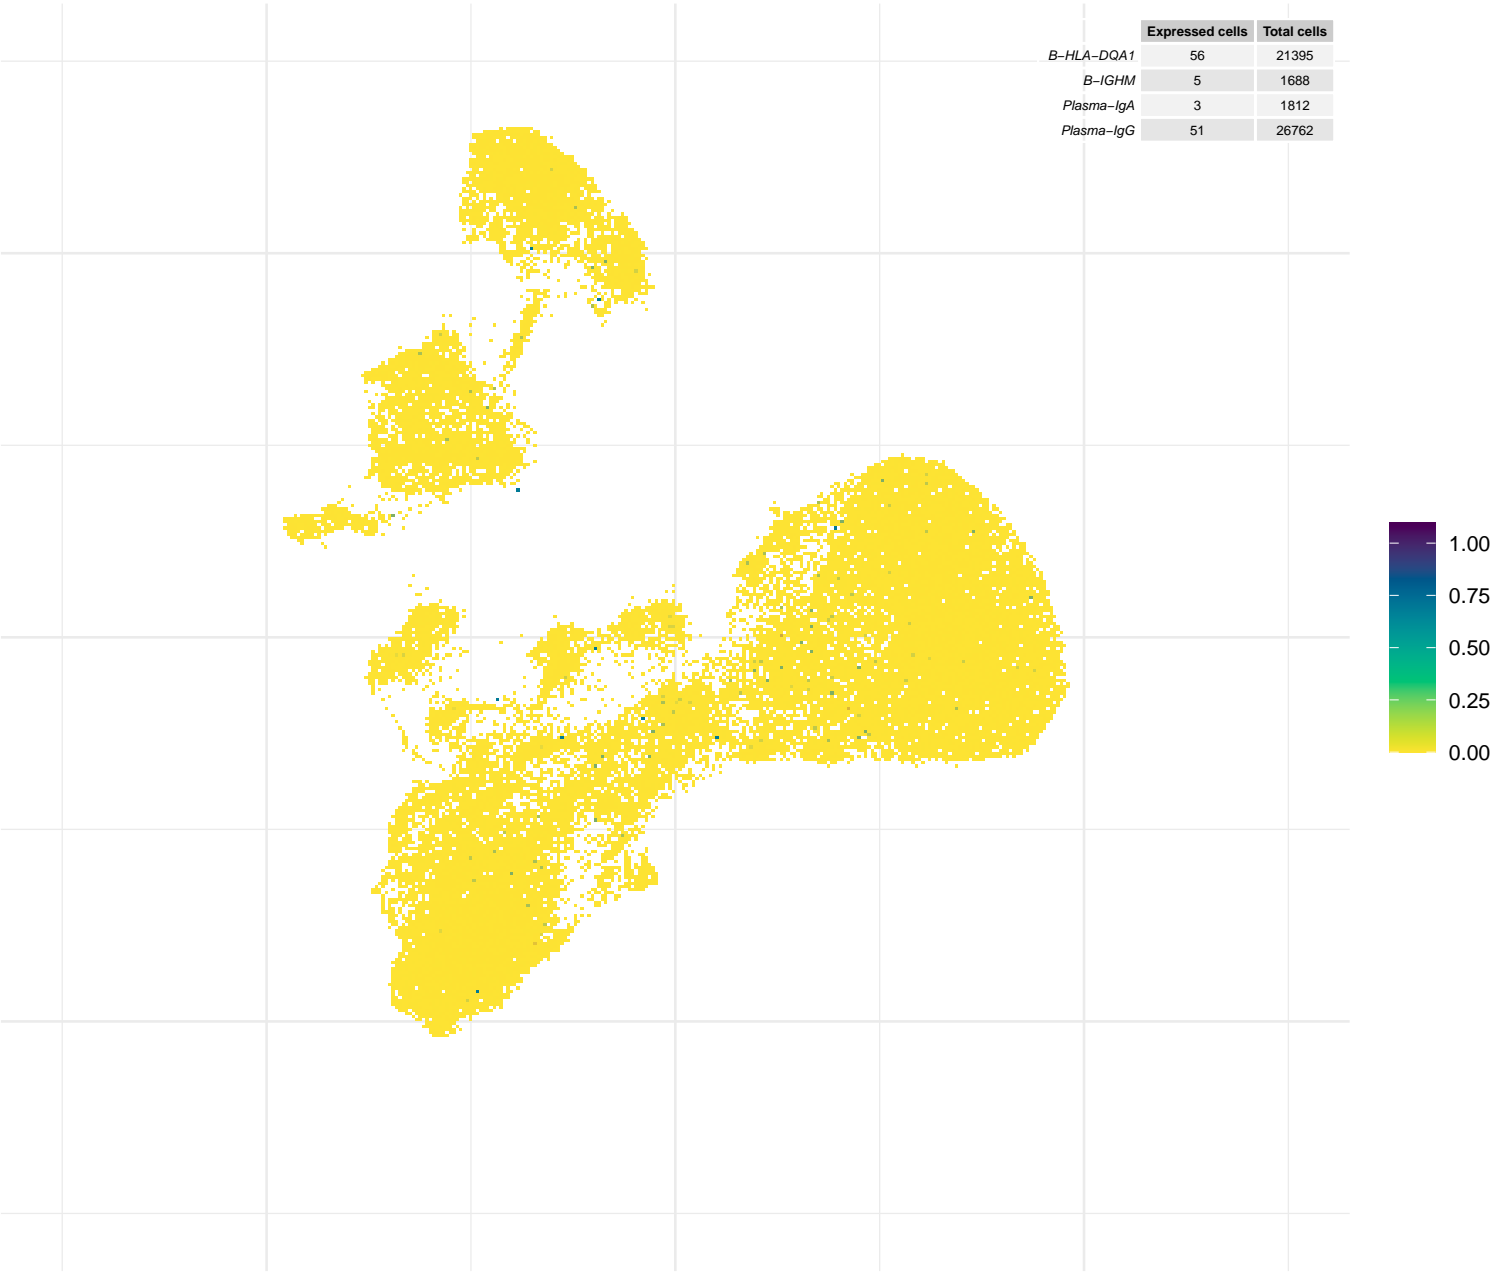 Expressed cells Total cells
B−HLA−DQA1 56 21395
B−IGHM 5 1688
Plasma−IgA 3 1812
Plasma−IgG 51 26762
1.00
0.75
0.50
0.25
0.00